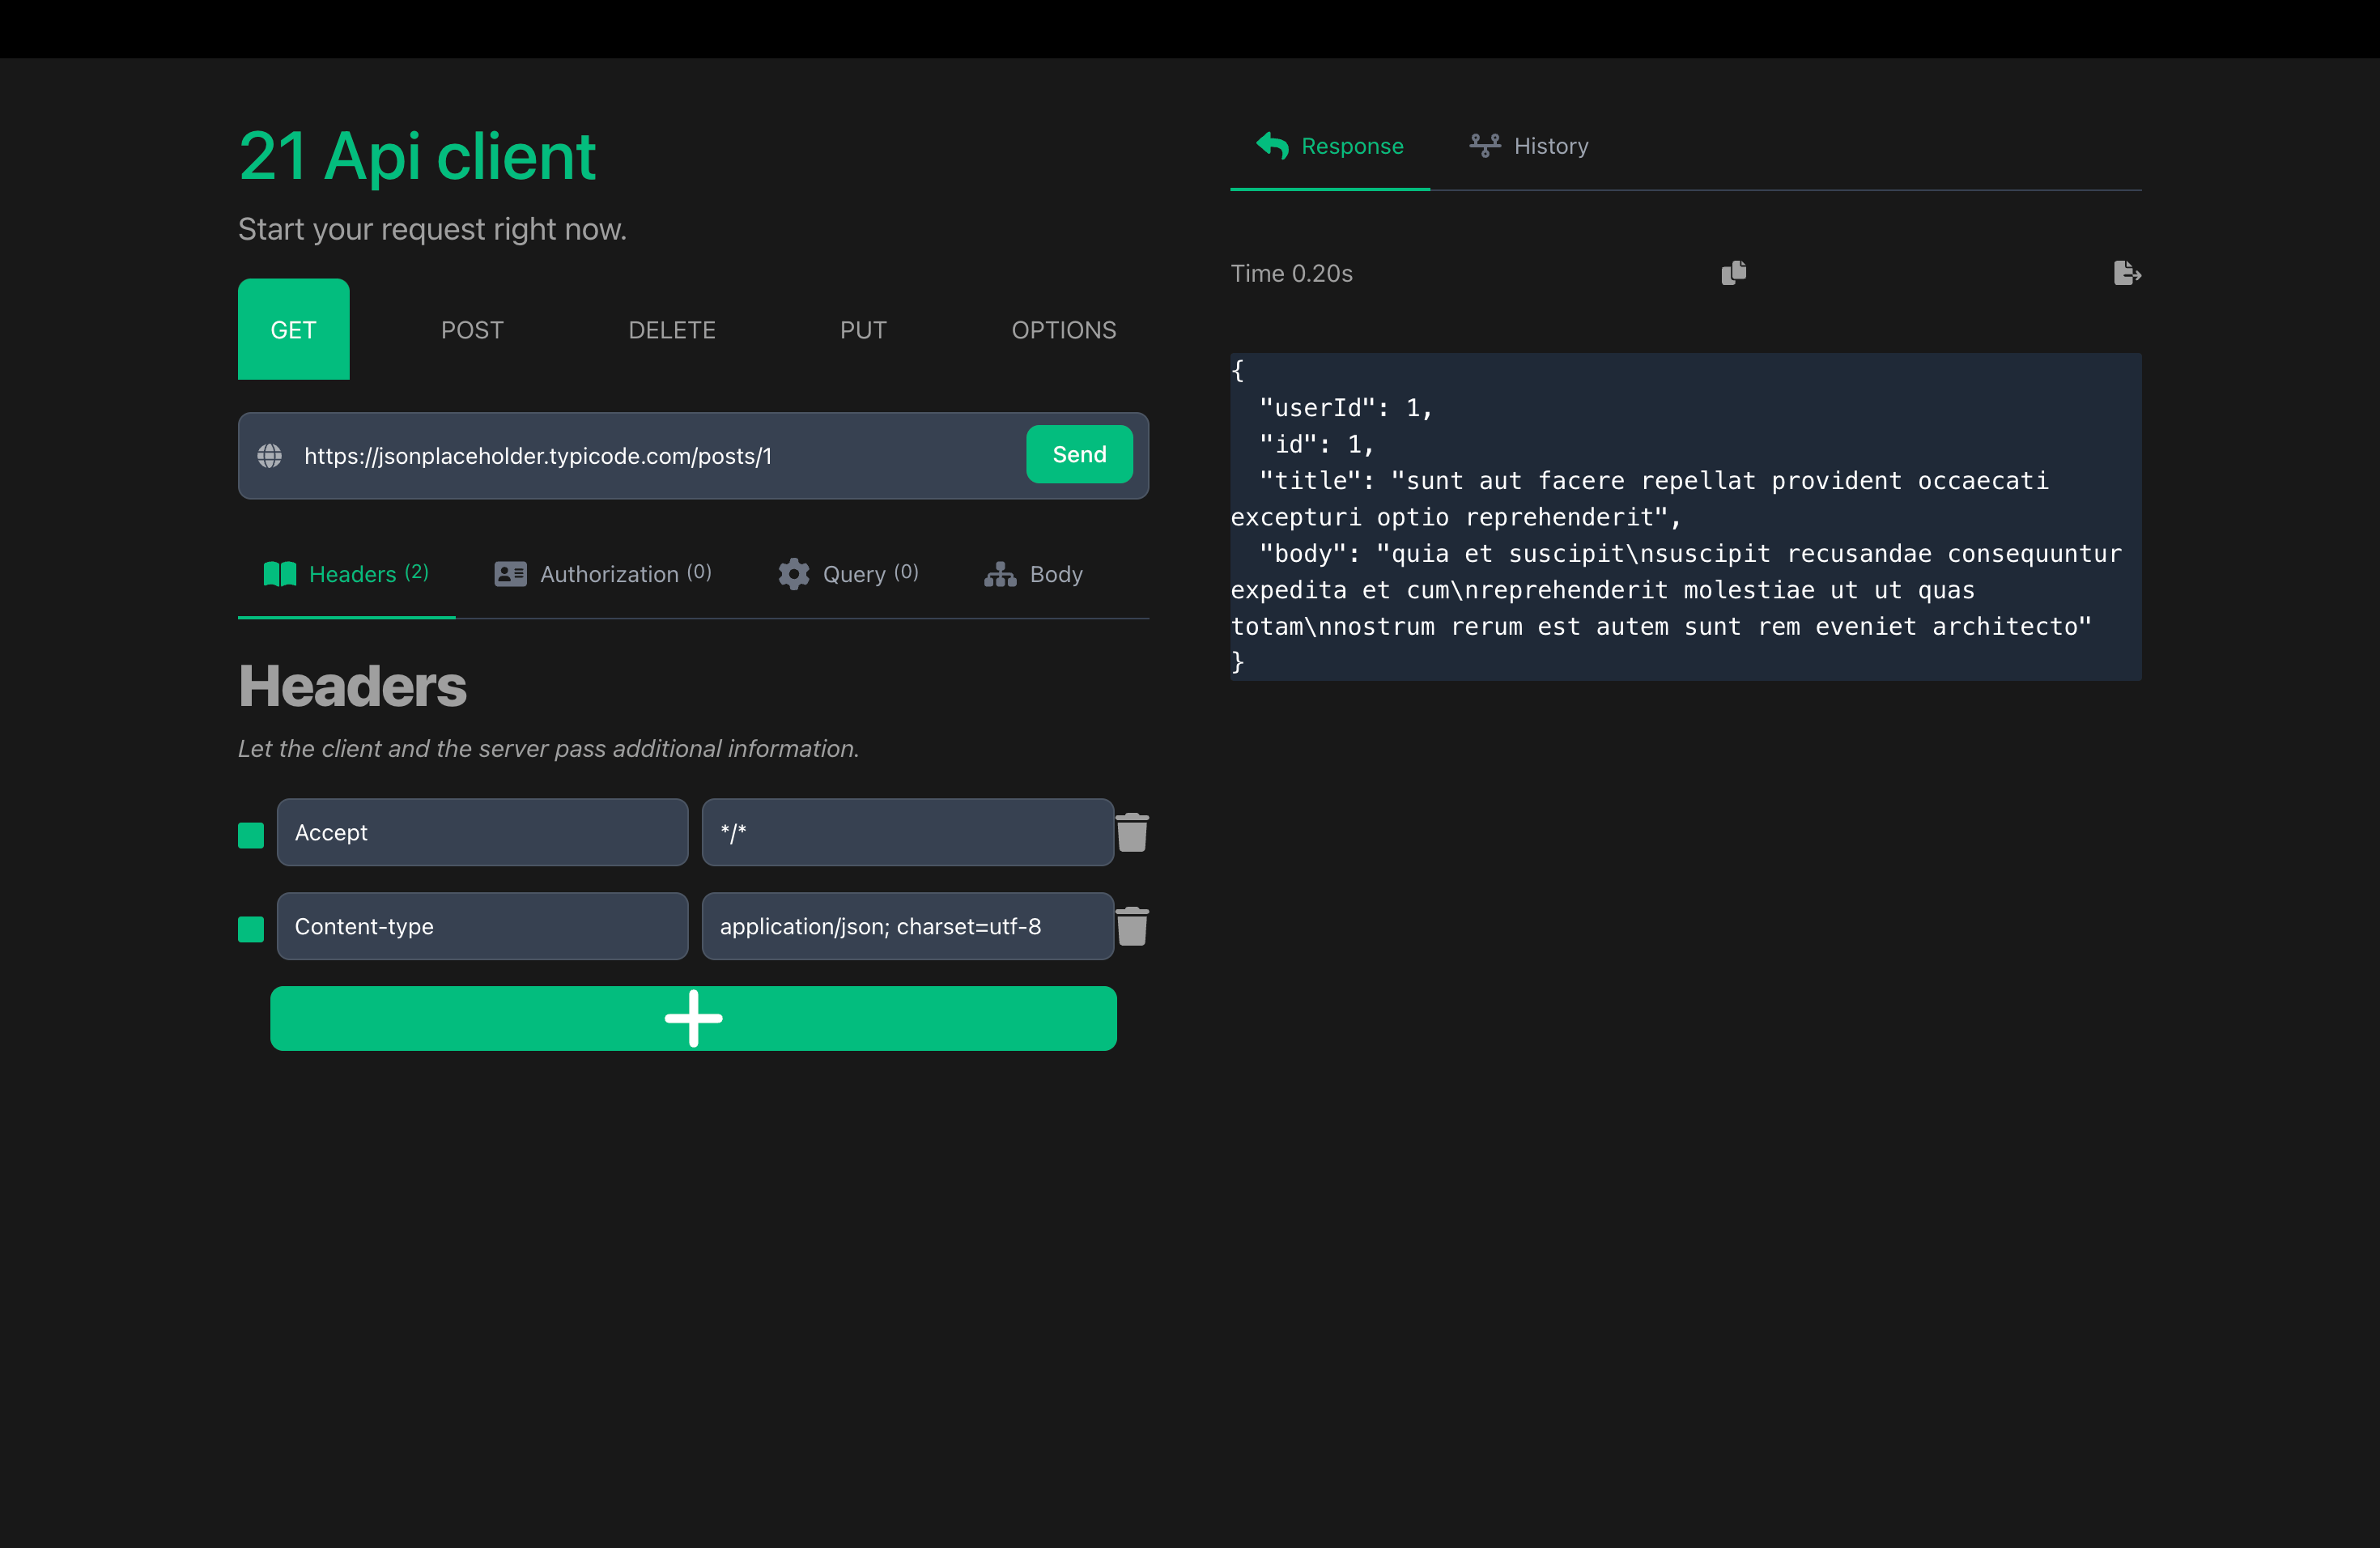 21 Api client
Start your request right now.
GET POST DELETE PUT OPTIONS
https://jsonplaceholder.typicode.com/posts/1 Send
Headers (2) Authorization (0) Query (0) Body
Headers
Let the client and the server pass additional information.
Accept */*
Content-type application/json; charset=utf-8
Response History
Time 0.20s
{
  "userId": 1,
  "id": 1,
  "title": "sunt aut facere repellat provident occaecati
excepturi optio reprehenderit",
  "body": "quia et suscipit\nsuscipit recusandae consequuntur
expedita et cum\nreprehenderit molestiae ut ut quas
totam\nnostrum rerum est autem sunt rem eveniet architecto"
}